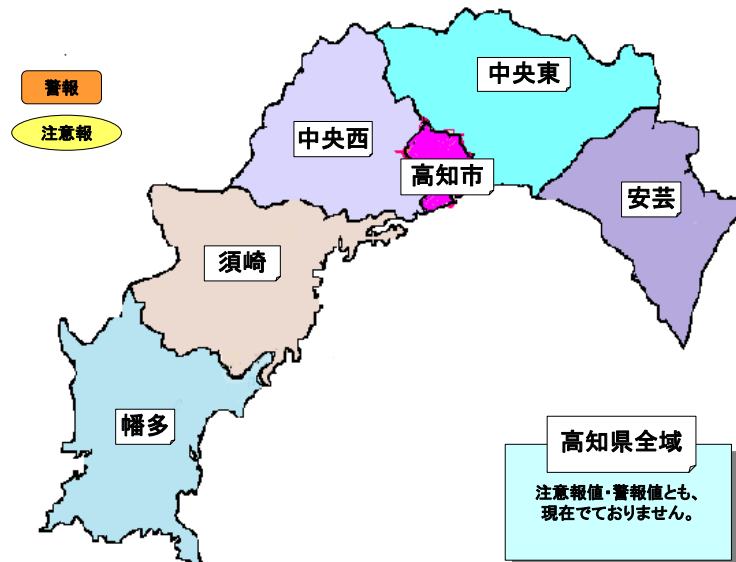 警報
注意報
中央東
中央西
高知市
安芸
須崎
幡多
高知県全域
注意報値・警報値とも、
現在でておりません。